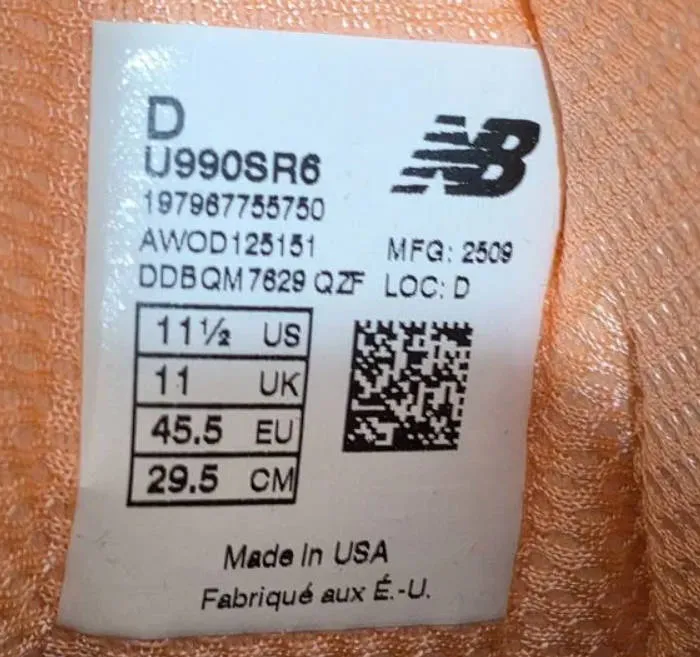 D
U990SR6
NB
197967755750
AWOD125151
MFG: 2509
DDBQM7629 QZF LOC: D
11½ US
11 UK
45.5 EU
29.5 CM
Made In USA
Fabriqué aux É.-U.